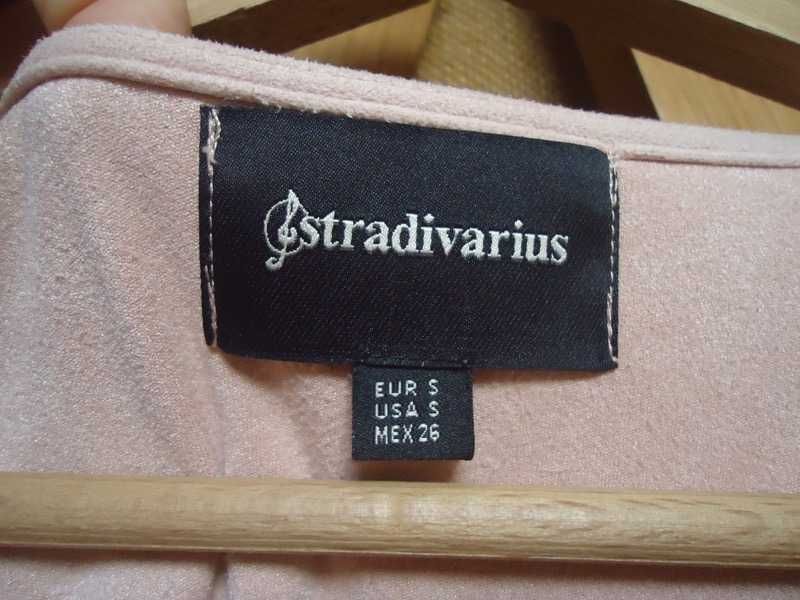 stradivarius
EUR S
USA S
MEX 26